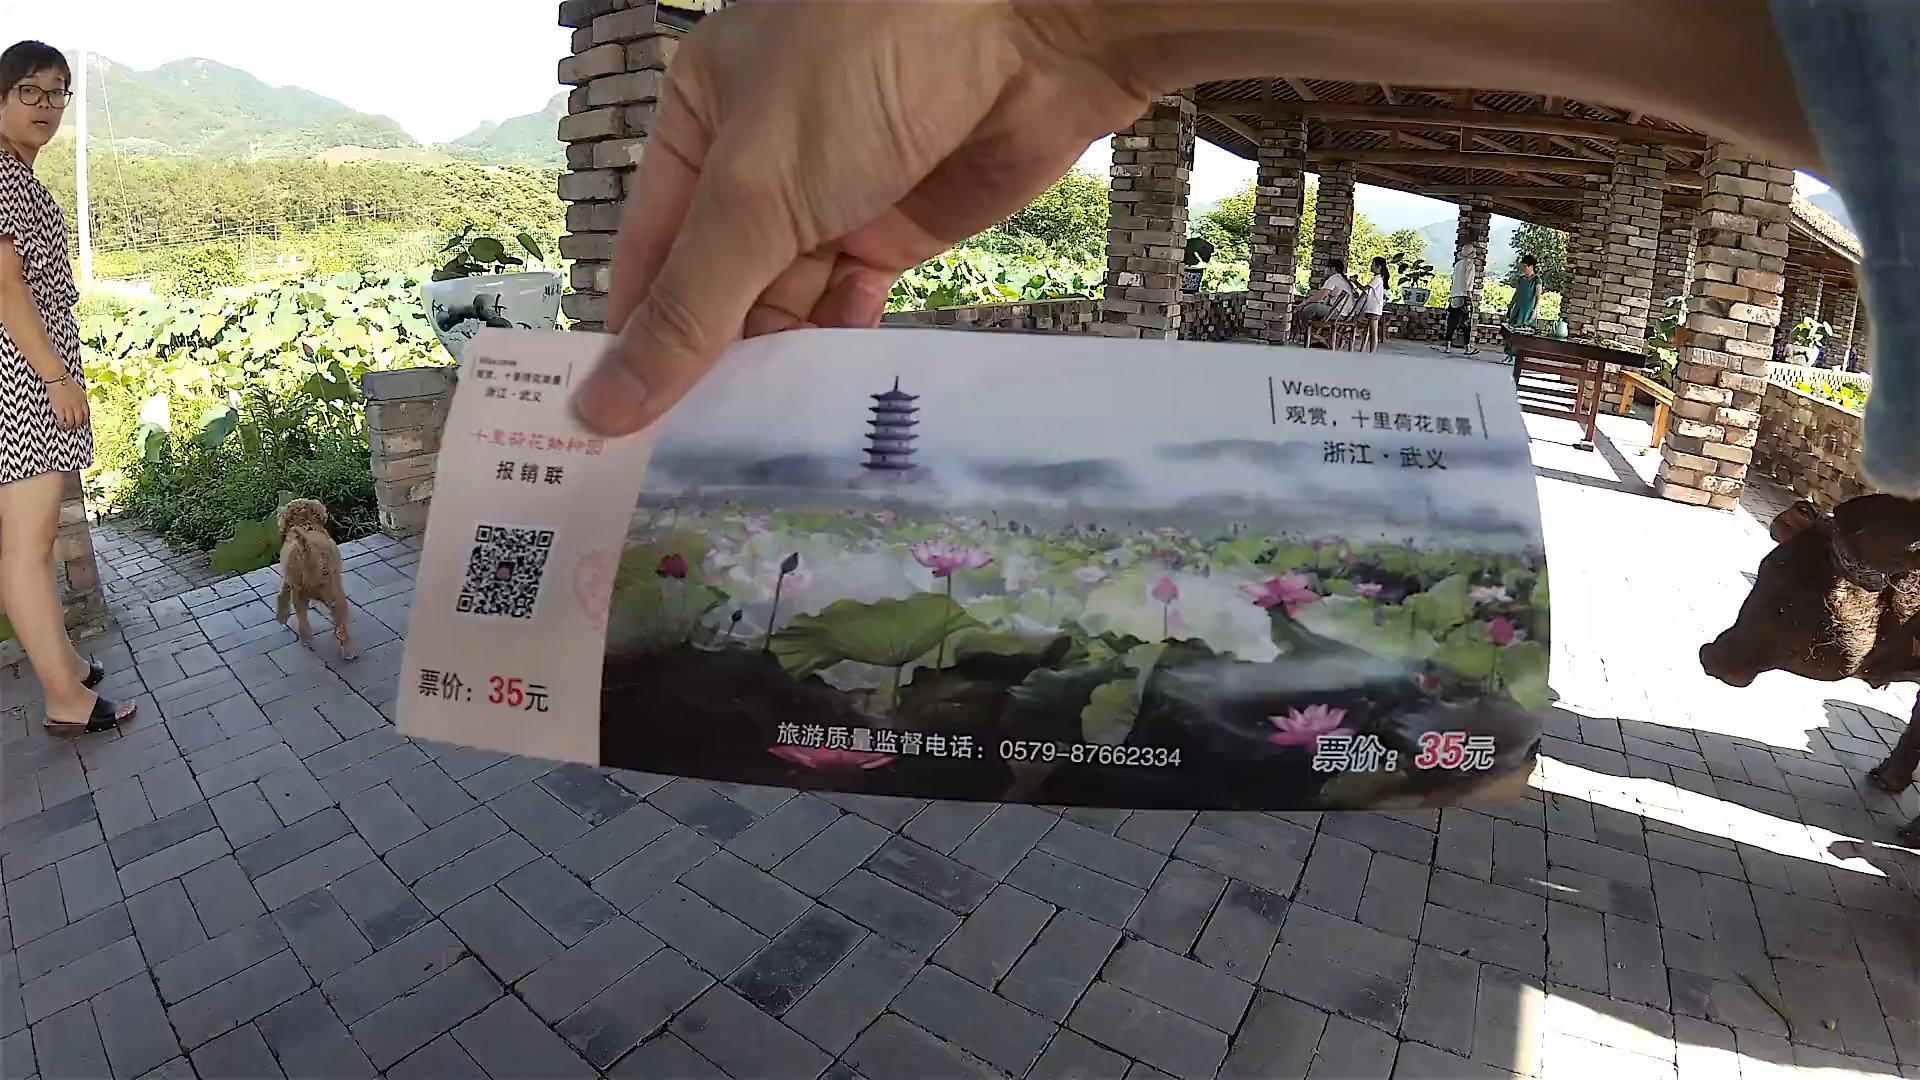 Welcome
观赏，十里荷花美景
浙江·武义
十里荷花物种园
报销联
票价：35元
Welcome
观赏，十里荷花美景
浙江·武义
旅游质量监督电话：0579-87662334
票价：35元